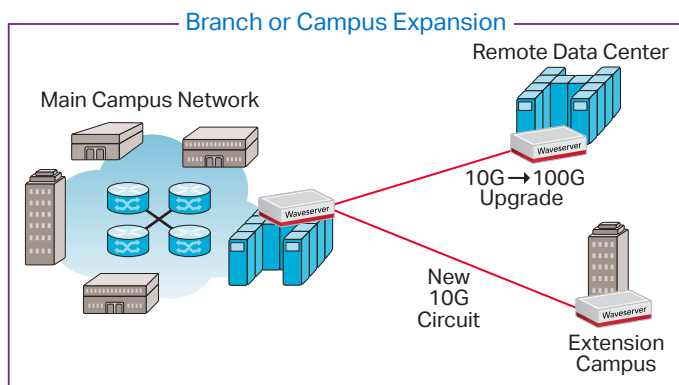 Branch or Campus Expansion
Remote Data Center
Main Campus Network
Waveserver
10G→100G
Upgrade
Waveserver
New
10G
Circuit
Waveserver
Extension
Campus